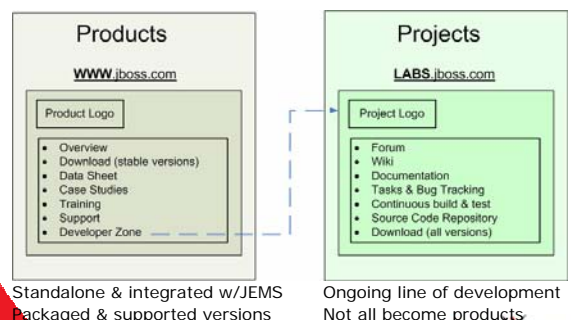 Products
WWW.jboss.com
Product Logo
• Overview
• Download (stable versions)
• Data Sheet
• Case Studies
• Training
• Support
• Developer Zone
Standalone & integrated w/JEMS
Packaged & supported versions
Projects
LABS.jboss.com
Project Logo
• Forum
• Wiki
• Documentation
• Tasks & Bug Tracking
• Continuous build & test
• Source Code Repository
• Download (all versions)
Ongoing line of development
Not all become products